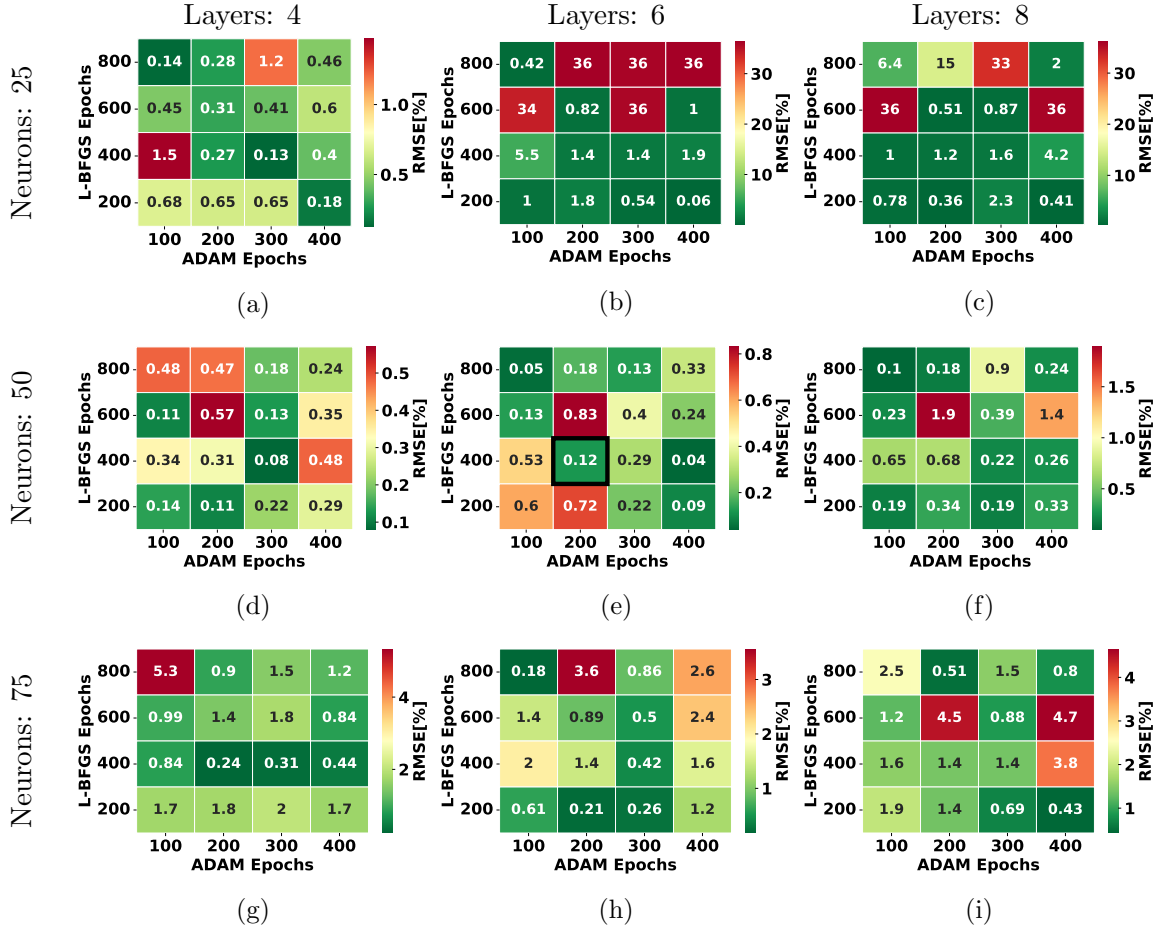 Layers: 4 Layers: 6 Layers: 8
Neurons: 25
L-BFGS Epochs
800 0.14 0.28 1.2 0.46
600 0.45 0.31 0.41 0.6
400 1.5 0.27 0.13 0.4
200 0.68 0.65 0.65 0.18
100 200 300 400
ADAM Epochs
1.0
0.5
RMSE[%]
(a)
L-BFGS Epochs
800 0.42 36 36 36
600 34 0.82 36 1
400 5.5 1.4 1.4 1.9
200 1 1.8 0.54 0.06
100 200 300 400
ADAM Epochs
30
20
10
RMSE[%]
(b)
L-BFGS Epochs
800 6.4 15 33 2
600 36 0.51 0.87 36
400 1 1.2 1.6 4.2
200 0.78 0.36 2.3 0.41
100 200 300 400
ADAM Epochs
30
20
10
RMSE[%]
(c)
Neurons: 50
L-BFGS Epochs
800 0.48 0.47 0.18 0.24
600 0.11 0.57 0.13 0.35
400 0.34 0.31 0.08 0.48
200 0.14 0.11 0.22 0.29
100 200 300 400
ADAM Epochs
0.5
0.4
0.3
0.2
0.1
RMSE[%]
(d)
L-BFGS Epochs
800 0.05 0.18 0.13 0.33
600 0.13 0.83 0.4 0.24
400 0.53 0.12 0.29 0.04
200 0.6 0.72 0.22 0.09
100 200 300 400
ADAM Epochs
0.8
0.6
0.4
0.2
RMSE[%]
(e)
L-BFGS Epochs
800 0.1 0.18 0.9 0.24
600 0.23 1.9 0.39 1.4
400 0.65 0.68 0.22 0.26
200 0.19 0.34 0.19 0.33
100 200 300 400
ADAM Epochs
1.5
1.0
0.5
RMSE[%]
(f)
Neurons: 75
L-BFGS Epochs
800 5.3 0.9 1.5 1.2
600 0.99 1.4 1.8 0.84
400 0.84 0.24 0.31 0.44
200 1.7 1.8 2 1.7
100 200 300 400
ADAM Epochs
4
2
RMSE[%]
(g)
L-BFGS Epochs
800 0.18 3.6 0.86 2.6
600 1.4 0.89 0.5 2.4
400 2 1.4 0.42 1.6
200 0.61 0.21 0.26 1.2
100 200 300 400
ADAM Epochs
3
2
1
RMSE[%]
(h)
L-BFGS Epochs
800 2.5 0.51 1.5 0.8
600 1.2 4.5 0.88 4.7
400 1.6 1.4 1.4 3.8
200 1.9 1.4 0.69 0.43
100 200 300 400
ADAM Epochs
4
3
2
1
RMSE[%]
(i)